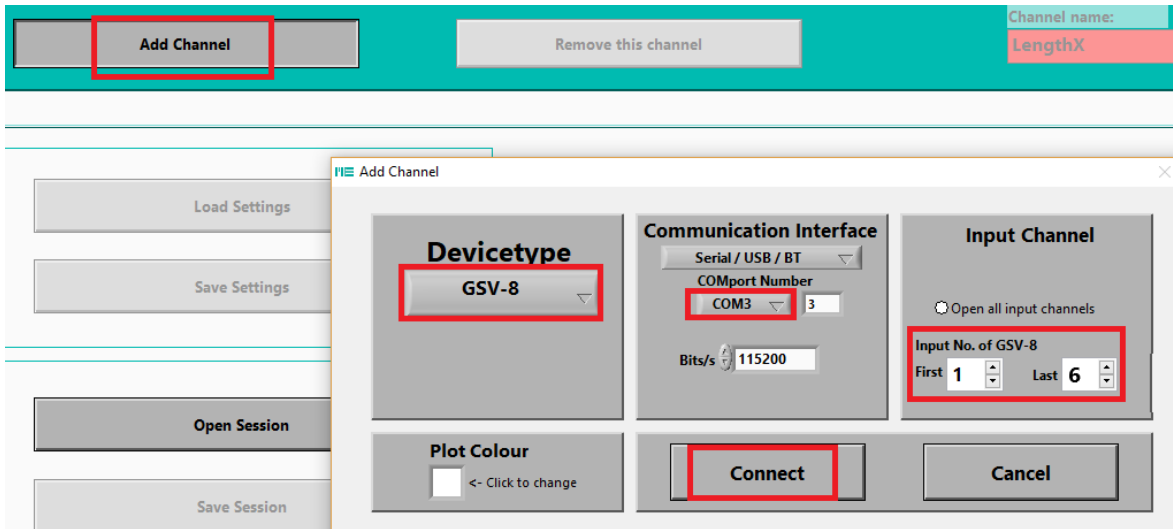 Add Channel
Remove this channel
Channel name:
LengthX
Load Settings
Save Settings
Open Session
Save Session
ME Add Channel
Devicetype
GSV-8
Communication Interface
Serial / USB / BT
COMport Number
COM3 3
Bits/s 115200
Input Channel
Open all input channels
Input No. of GSV-8
First 1 Last 6
Plot Colour
<- Click to change
Connect
Cancel